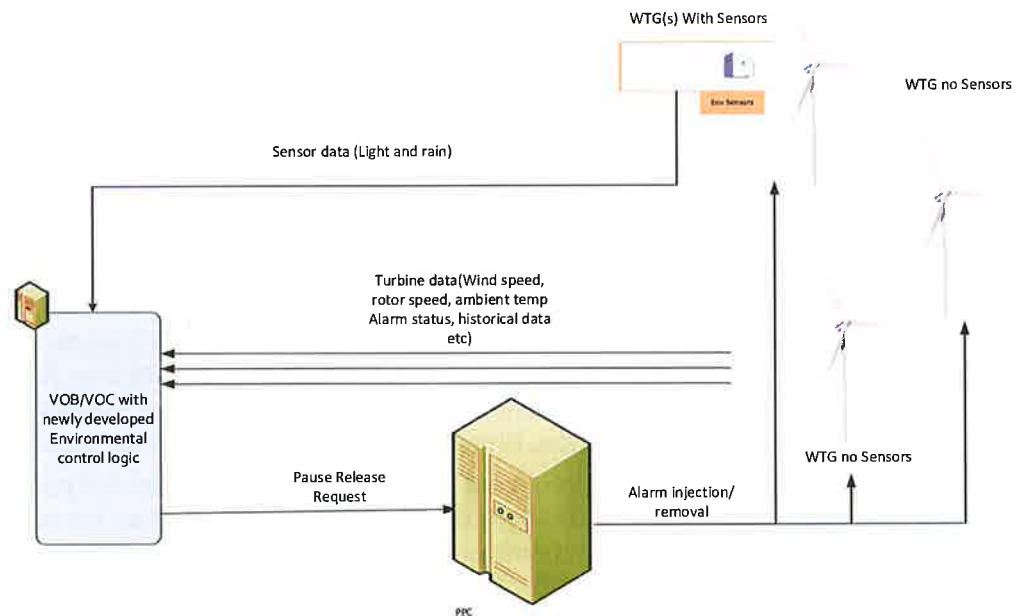 WTG(s) With Sensors
WTG no Sensors
Env Sensors
Sensor data (Light and rain)
Turbine data(Wind speed,
rotor speed, ambient temp
Alarm status, historical data
etc)
VOB/VOC with
newly developed
Environmental
control logic
WTG no Sensors
Pause Release
Request
Alarm injection/
removal
PPC